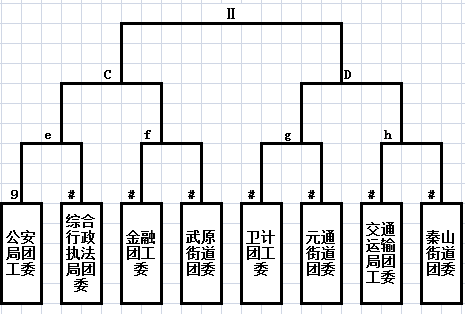 Ⅱ
C
D
e
f
g
h
9
#
#
#
#
#
#
#
公安
局团
工委
综合
行政
执法
局团
委
金融
团工
委
武原
街道
团委
卫计
团工
委
元通
街道
团委
交通
运输
局团
工委
秦山
街道
团委